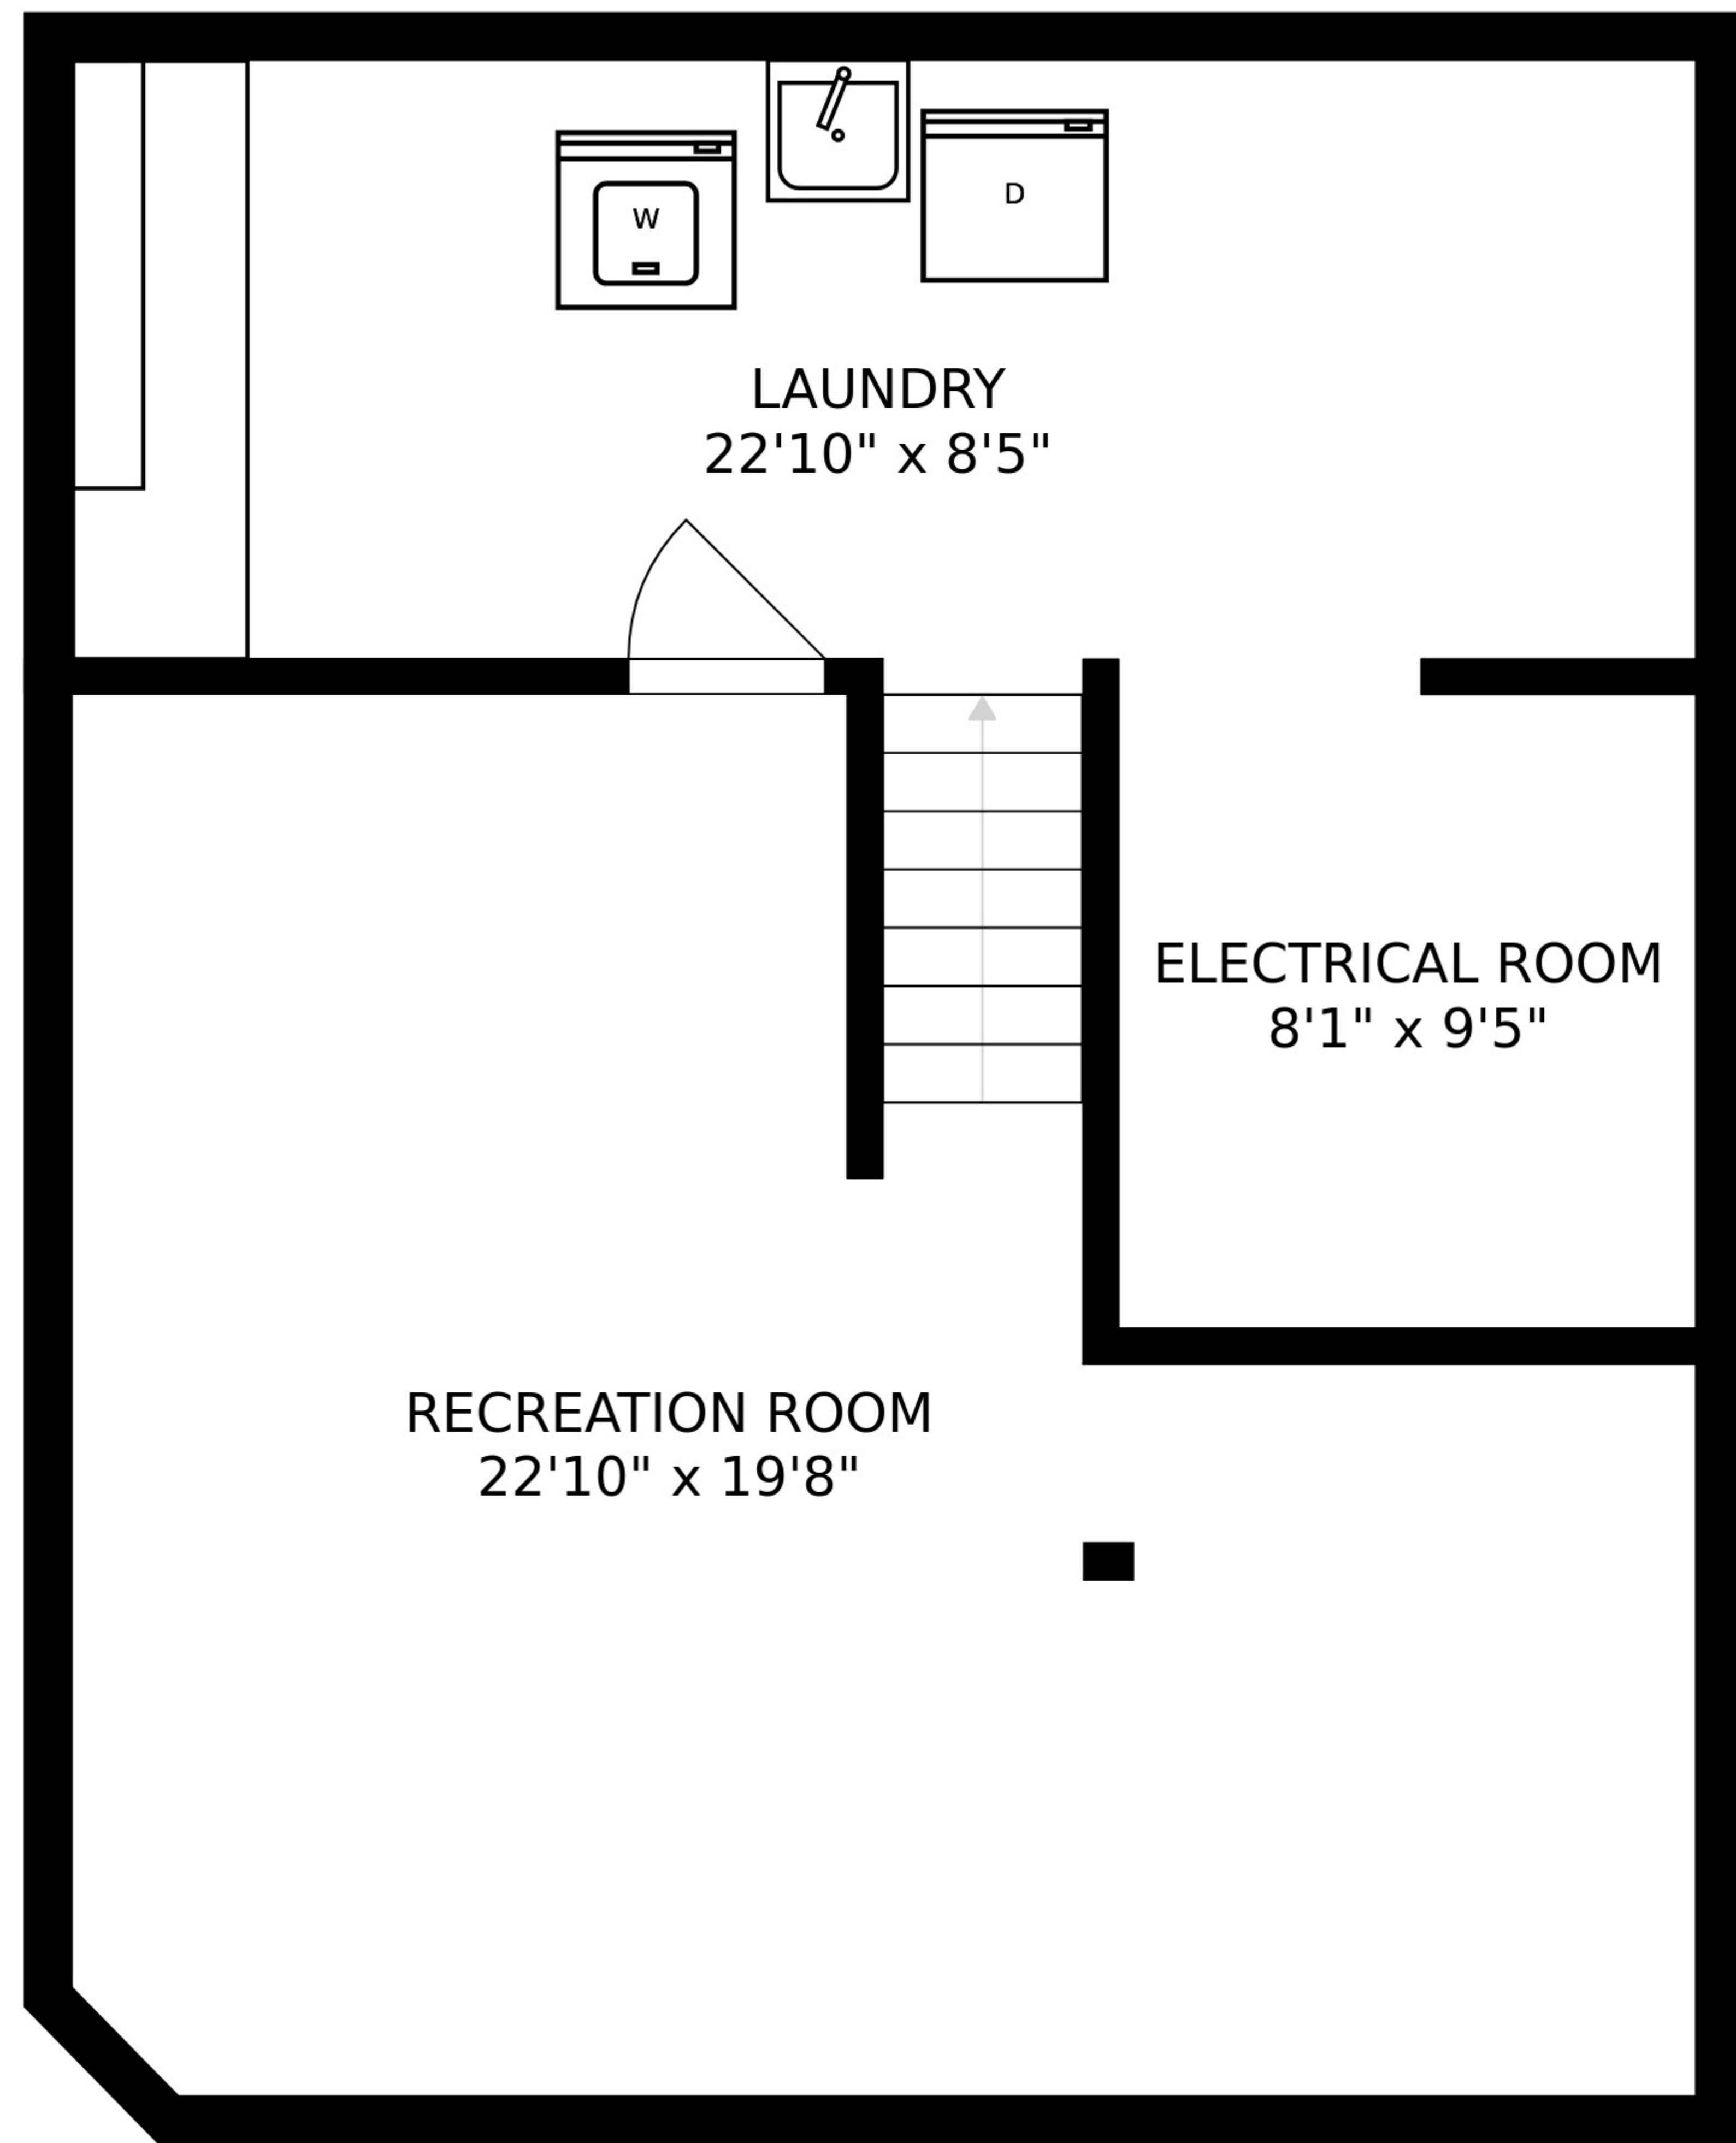 W
D
LAUNDRY
22'10" x 8'5"
ELECTRICAL ROOM
8'1" x 9'5"
RECREATION ROOM
22'10" x 19'8"